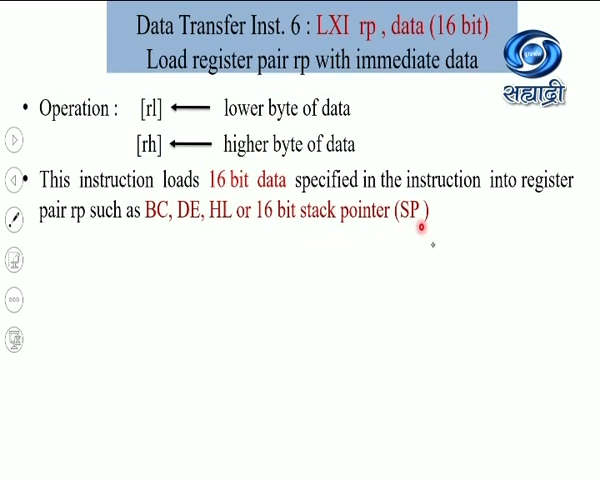 Data Transfer Inst. 6 : LXI rp , data (16 bit)
Load register pair rp with immediate data
सह्याद्री
• Operation : [rl] ← lower byte of data
[rh] ← higher byte of data
• This instruction loads 16 bit data specified in the instruction into register
pair rp such as BC, DE, HL or 16 bit stack pointer (SP )